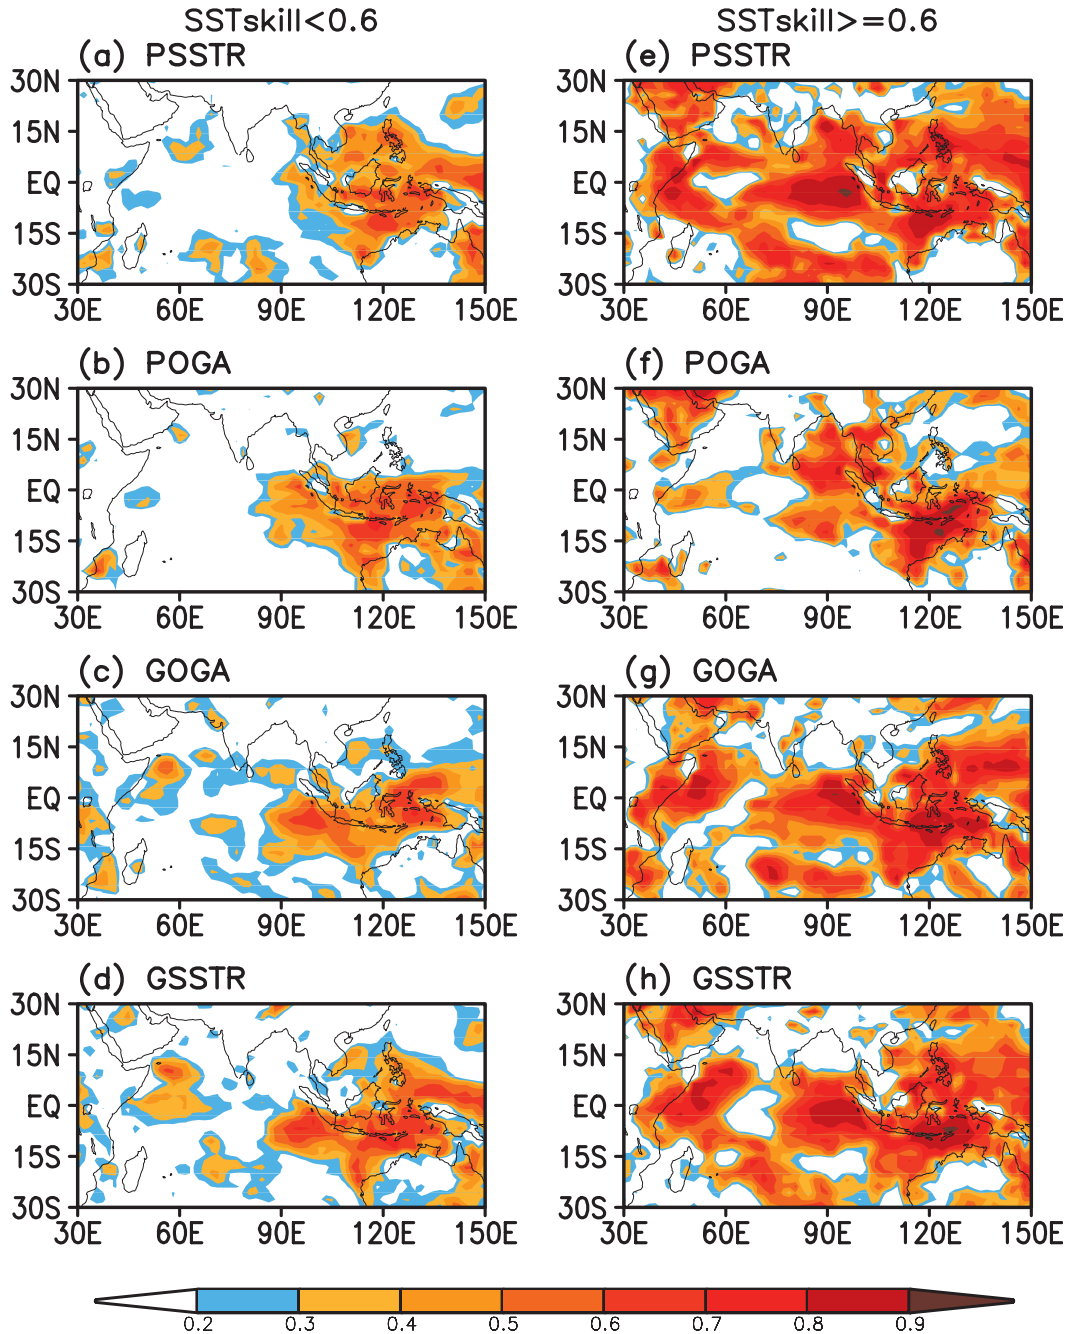 SSTskill<0.6 SSTskill>=0.6
(a) PSSTR (e) PSSTR
30N 30N
15N 15N
EQ EQ
15S 15S
30S 30S
30E 60E 90E 120E 150E 30E 60E 90E 120E 150E
(b) POGA (f) POGA
30N 30N
15N 15N
EQ EQ
15S 15S
30S 30S
30E 60E 90E 120E 150E 30E 60E 90E 120E 150E
(c) GOGA (g) GOGA
30N 30N
15N 15N
EQ EQ
15S 15S
30S 30S
30E 60E 90E 120E 150E 30E 60E 90E 120E 150E
(d) GSSTR (h) GSSTR
30N 30N
15N 15N
EQ EQ
15S 15S
30S 30S
30E 60E 90E 120E 150E 30E 60E 90E 120E 150E
0.2 0.3 0.4 0.5 0.6 0.7 0.8 0.9